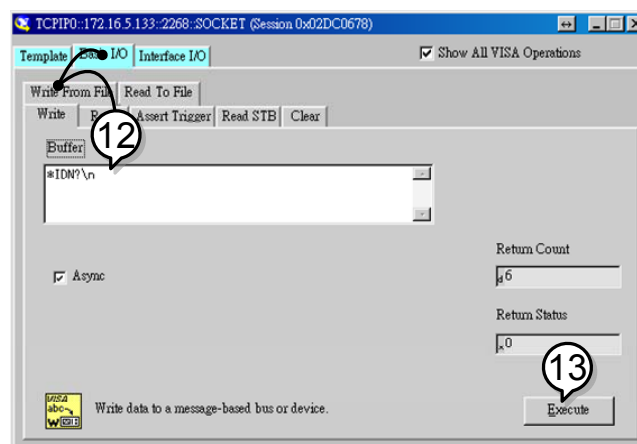 TCPIP0::172.16.5.133::2268::SOCKET (Session 0x02DC0678)
Template Basic I/O Interface I/O Show All VISA Operations
Write From File Read To File
Write Assert Trigger Read STB Clear
12
Buffer
*IDN?\n
Return Count
Async
d 6
Return Status
x 0
13
VISA
abc
W
Write data to a message-based bus or device.
Execute